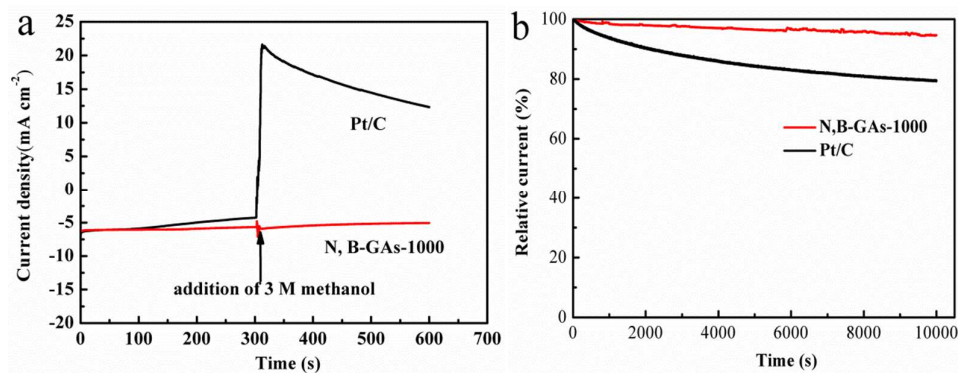 a
Current density(mA cm⁻²)
25
20
15
10
5
0
-5
-10
-15
-20
Pt/C
N, B-GAs-1000
addition of 3 M methanol
0 100 200 300 400 500 600 700
Time (s)
b
Relative current (%)
100
80
60
40
20
0
N,B-GAs-1000
Pt/C
0 2000 4000 6000 8000 10000
Time (s)